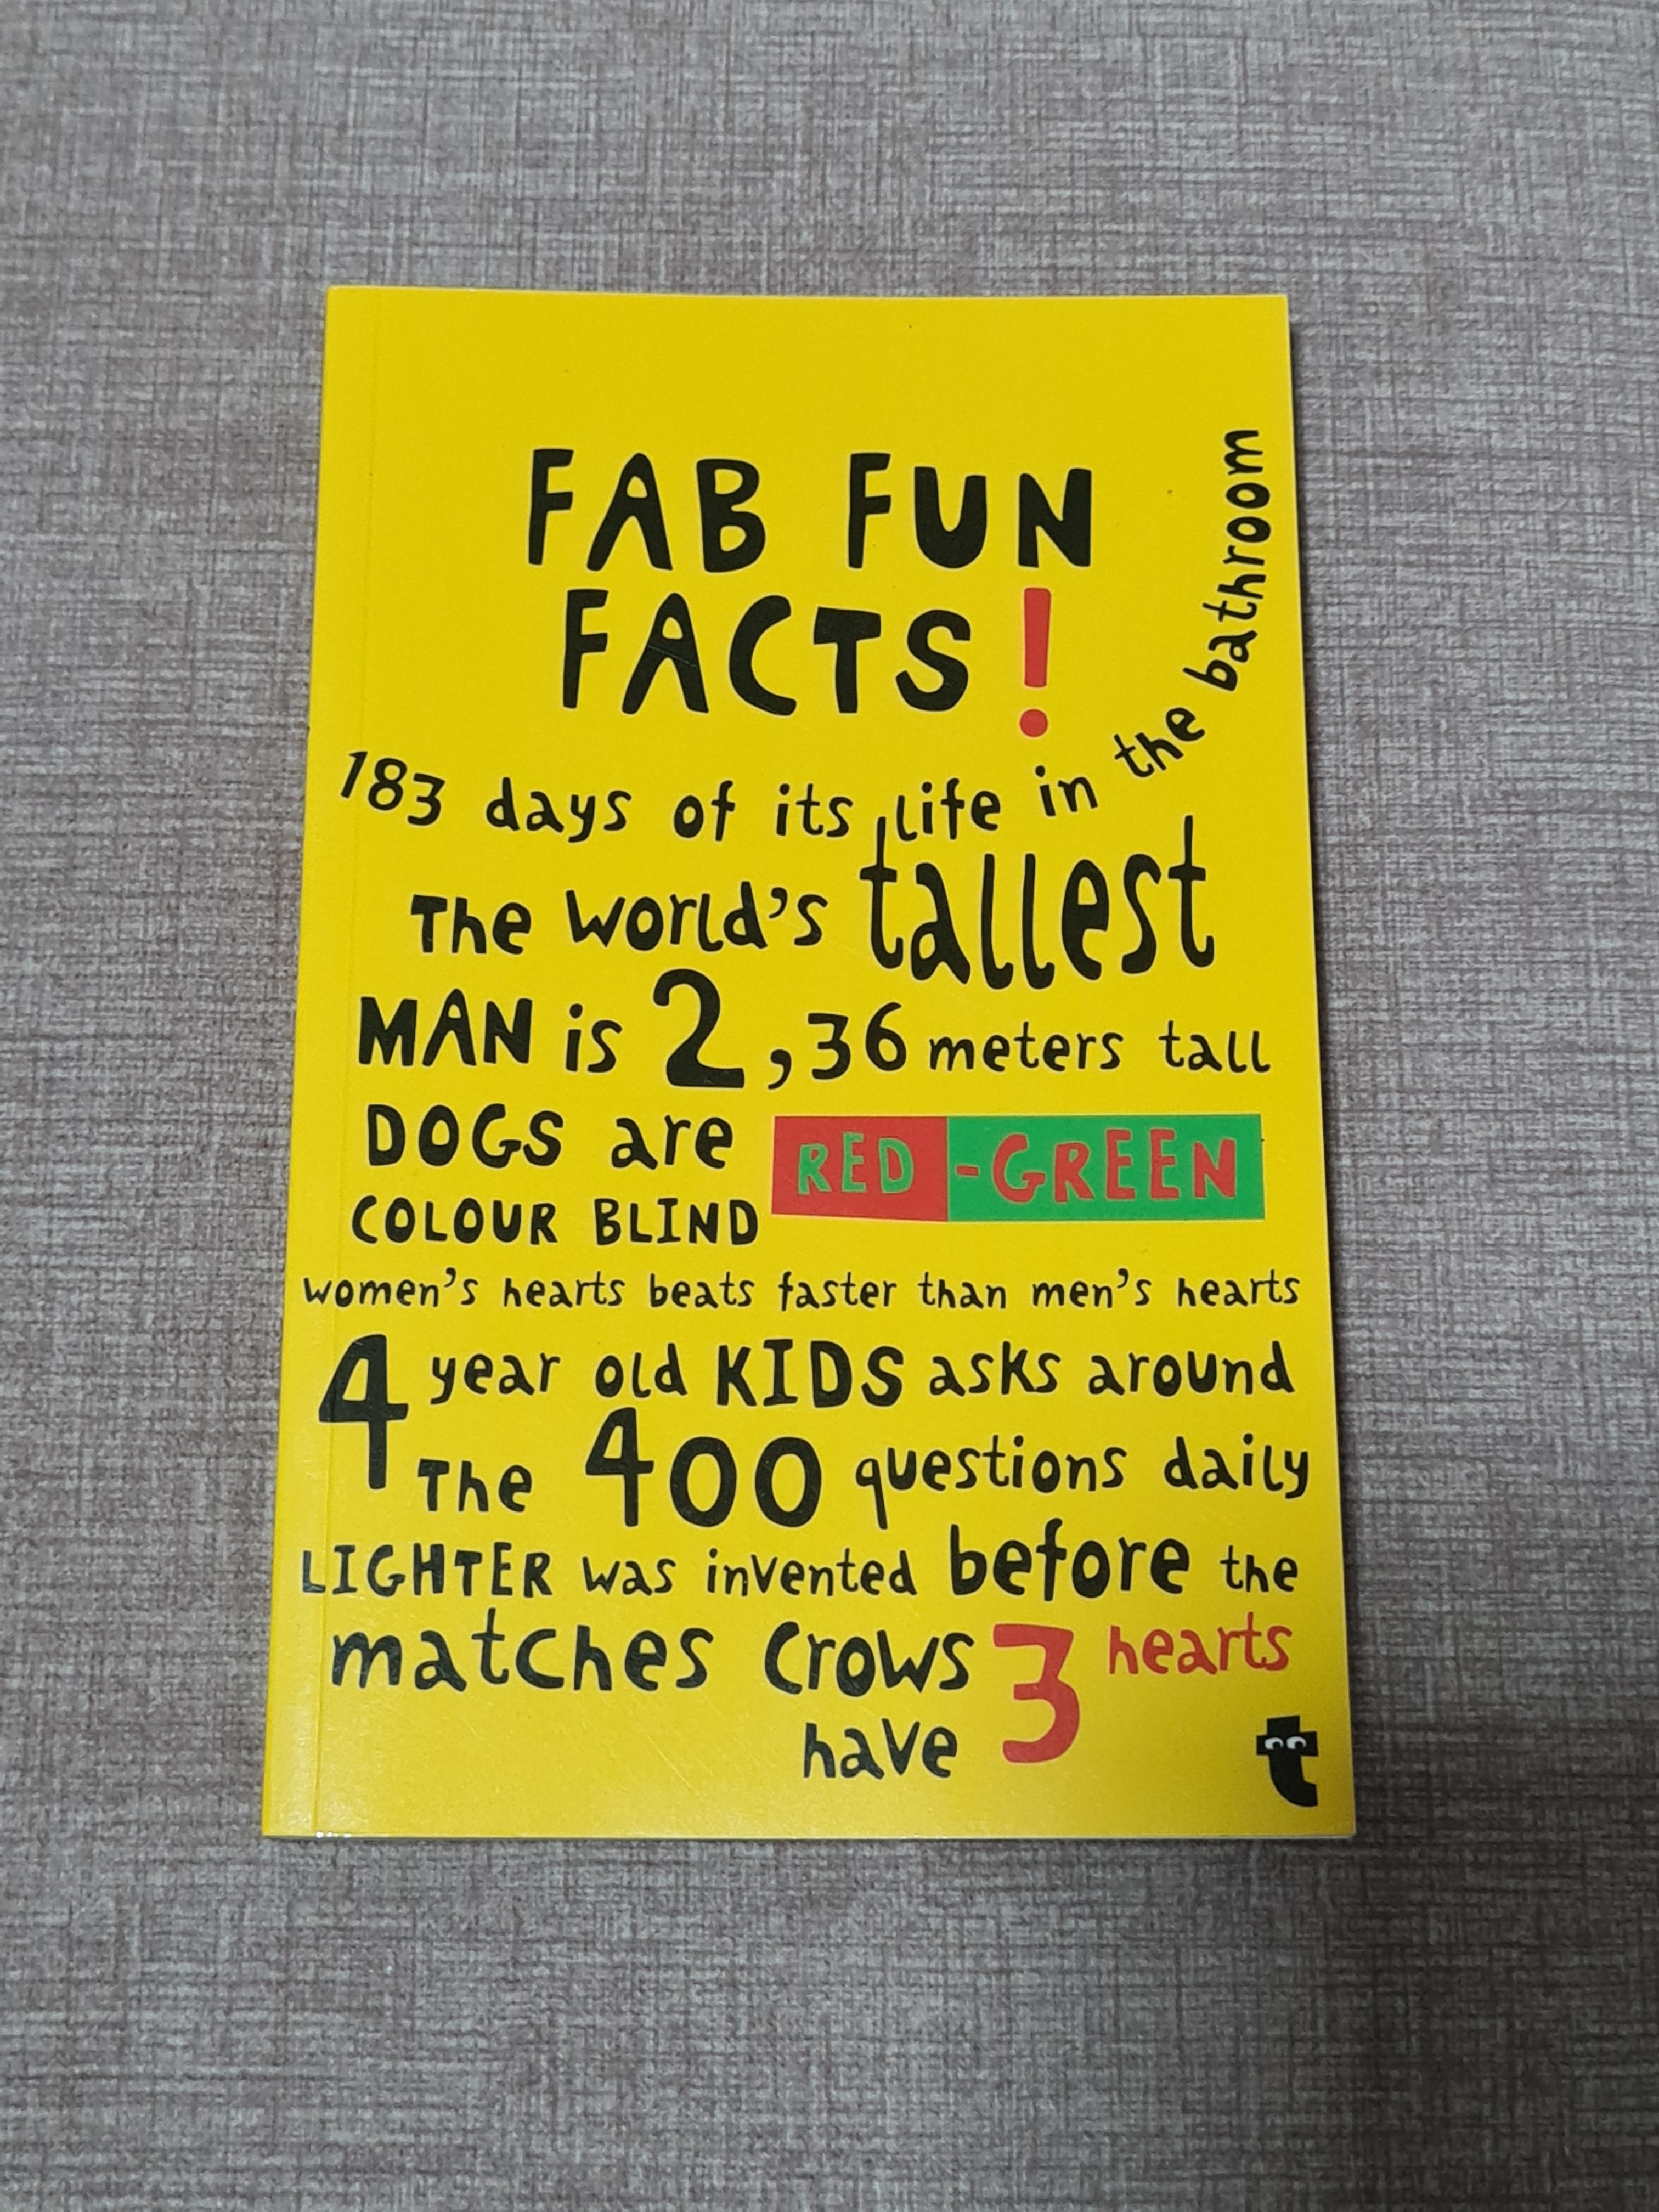 FAB FUN
FACTS!
183 days of its life in the bathroom
The world's tallest
MAN is 2,36 meters tall
DOGS are RED-GREEN
COLOUR BLIND
women's hearts beats faster than men's hearts
4 year old KIDS asks around
The 400 questions daily
LIGHTER was invented before the
matches Crows 3 hearts
have
t